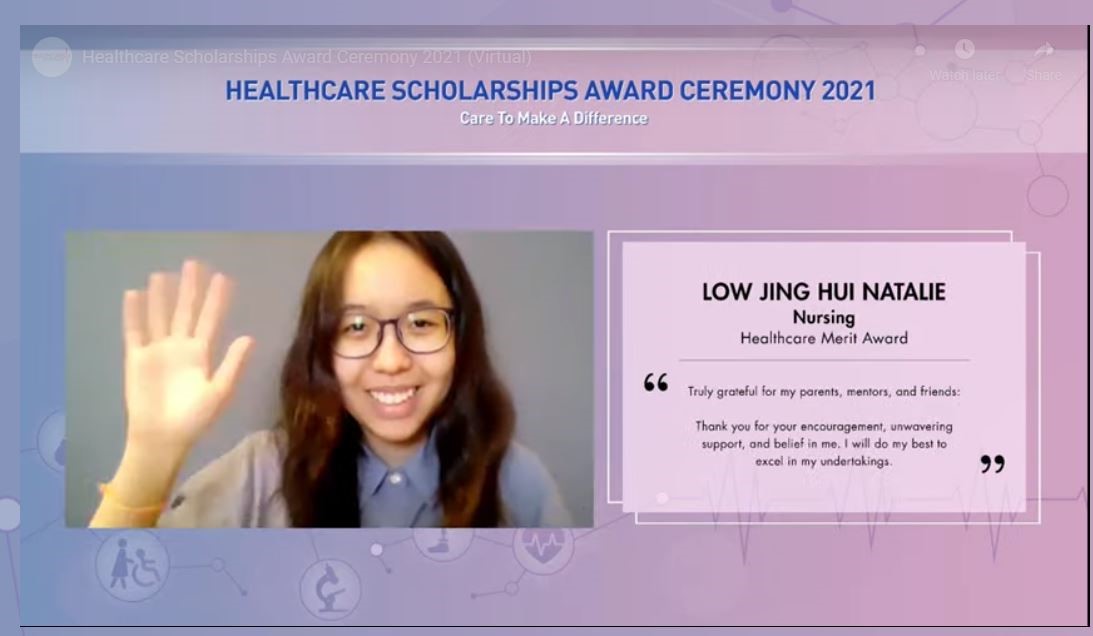 Healthcare Scholarships Award Ceremony 2021 (Virtual)
Watch later
Share
HEALTHCARE SCHOLARSHIPS AWARD CEREMONY 2021
Care To Make A Difference
LOW JING HUI NATALIE
Nursing
Healthcare Merit Award
“ Truly grateful for my parents, mentors, and friends:
Thank you for your encouragement, unwavering
support, and belief in me. I will do my best to
excel in my undertakings. ”